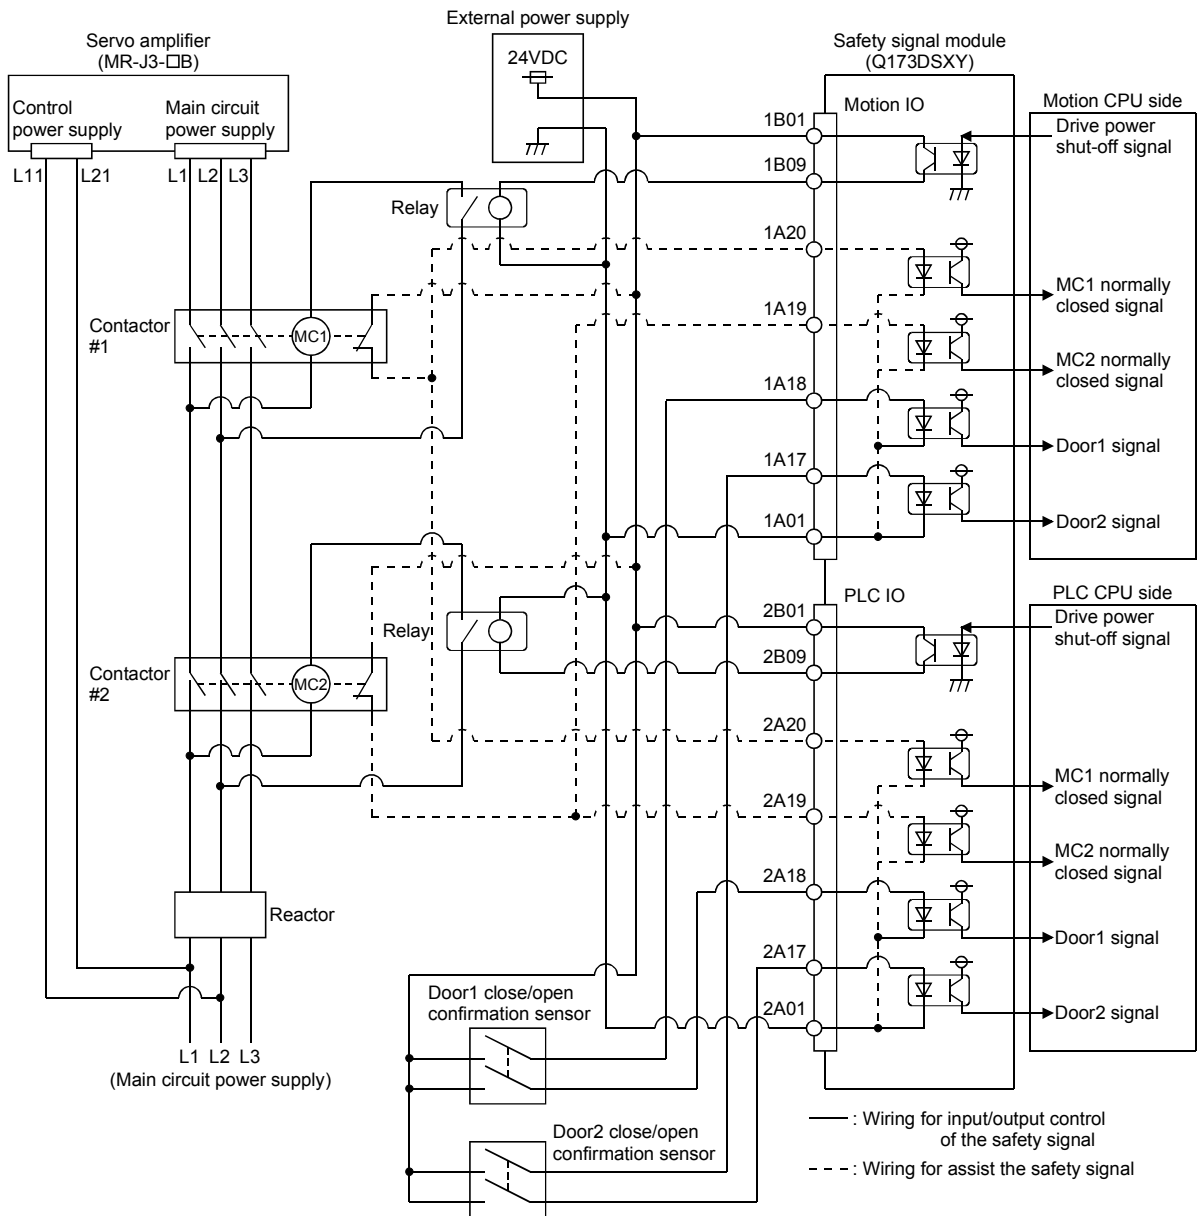 External power supply
24VDC
Servo amplifier
(MR-J3-□B)
Control
power supply
Main circuit
power supply
L11
L21
L1
L2
L3
Safety signal module
(Q173DSXY)
Motion IO
Motion CPU side
1B01
Drive power
shut-off signal
1B09
Relay
1A20
MC1 normally
closed signal
1A19
Contactor
#1
MC1
MC2 normally
closed signal
1A18
Door1 signal
1A17
Door2 signal
1A01
PLC IO
PLC CPU side
2B01
Drive power
shut-off signal
Relay
2B09
Contactor
#2
MC2
2A20
MC1 normally
closed signal
2A19
MC2 normally
closed signal
2A18
Reactor
Door1 signal
2A17
Door1 close/open
confirmation sensor
2A01
Door2 signal
L1 L2 L3
(Main circuit power supply)
Door2 close/open
confirmation sensor
: Wiring for input/output control
of the safety signal
: Wiring for assist the safety signal